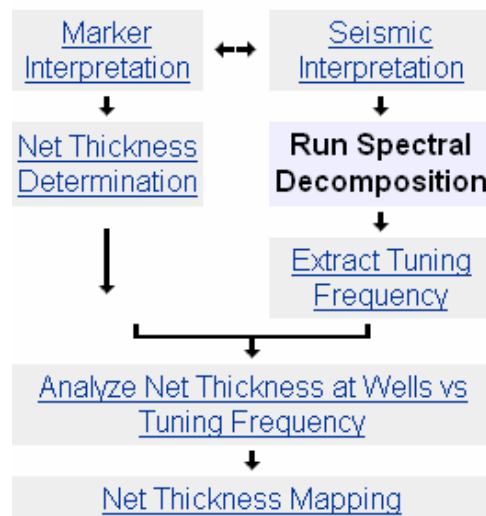 Marker
Interpretation
Seismic
Interpretation
Net Thickness
Determination
Run Spectral
Decomposition
Extract Tuning
Frequency
Analyze Net Thickness at Wells vs
Tuning Frequency
Net Thickness Mapping